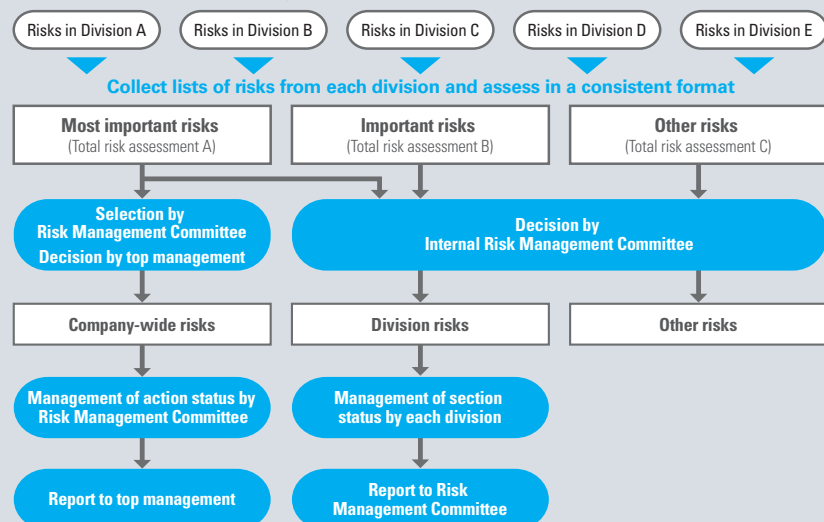 Risks in Division A
Risks in Division B
Risks in Division C
Risks in Division D
Risks in Division E
Collect lists of risks from each division and assess in a consistent format
Most important risks
(Total risk assessment A)
Important risks
(Total risk assessment B)
Other risks
(Total risk assessment C)
Selection by
Risk Management Committee
Decision by top management
Decision by
Internal Risk Management Committee
Company-wide risks
Division risks
Other risks
Management of action status by
Risk Management Committee
Management of section
status by each division
Report to top management
Report to Risk
Management Committee